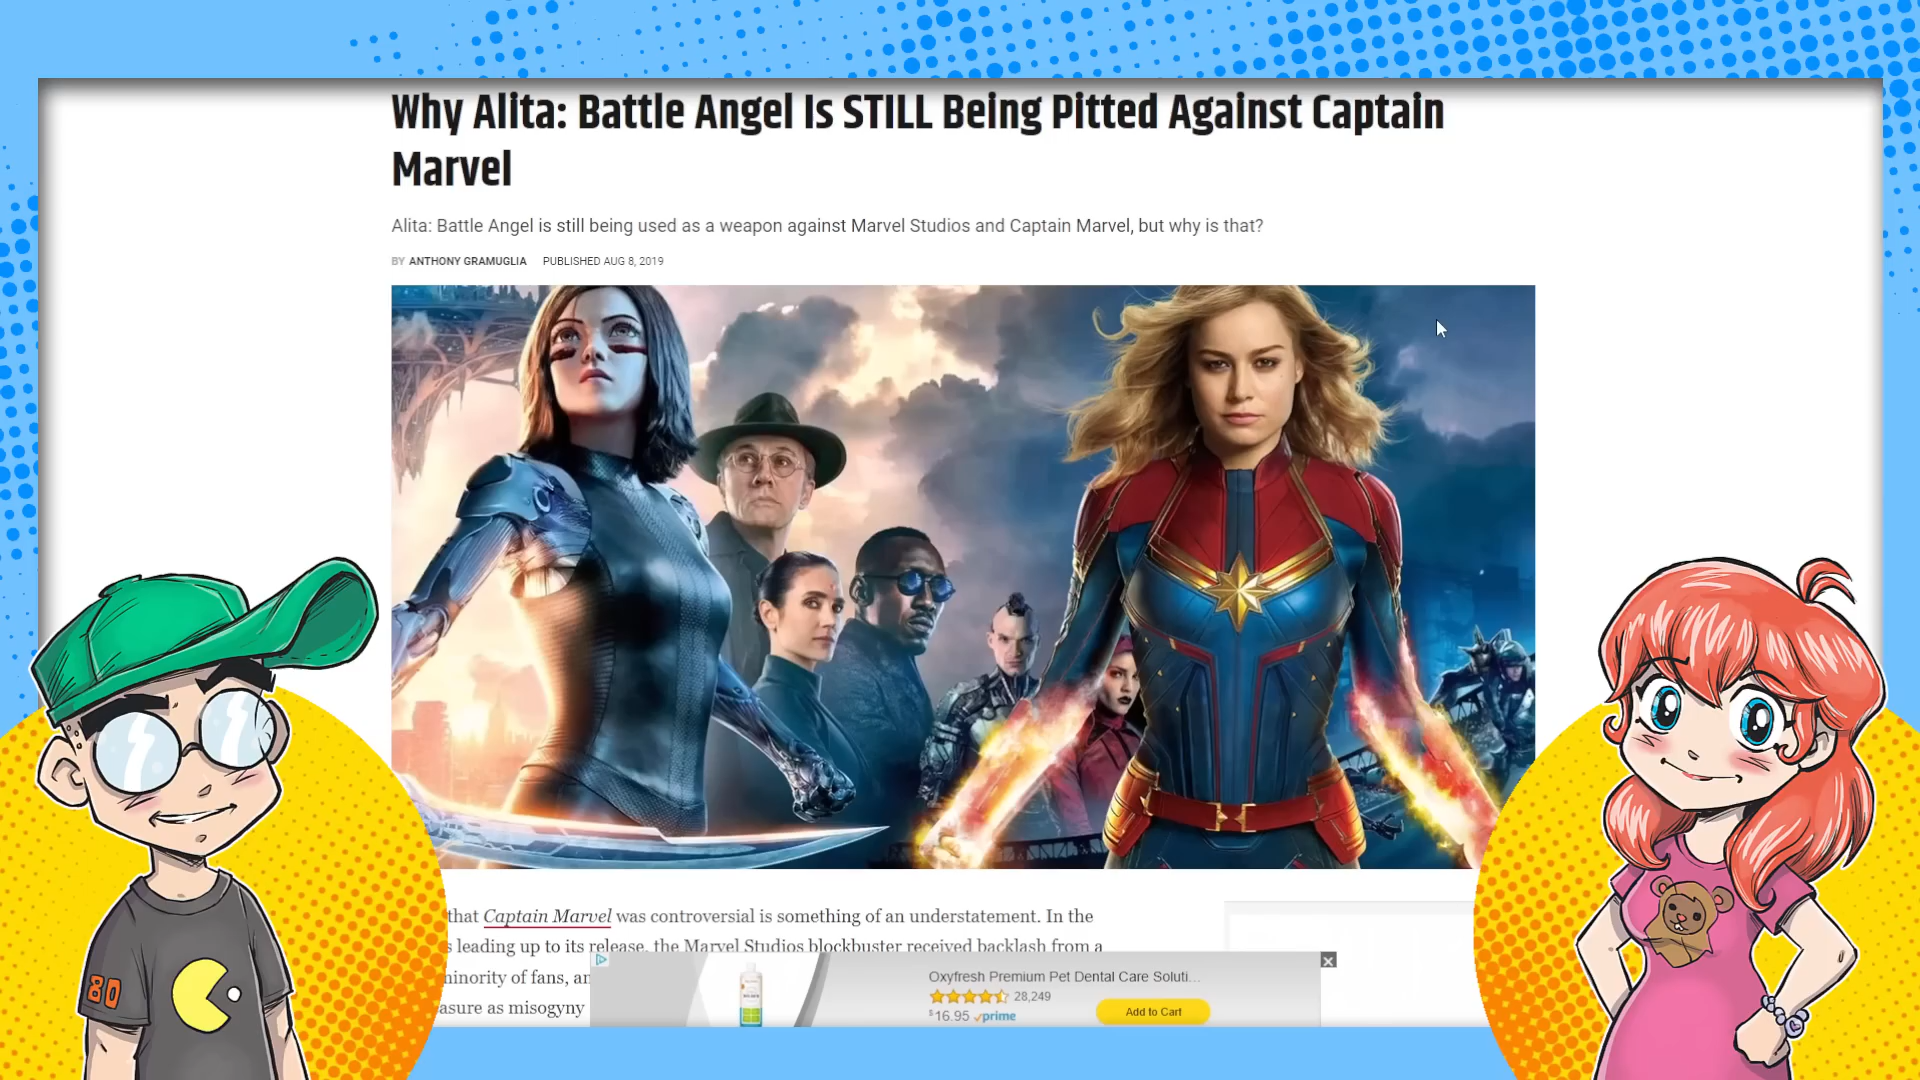 Why Alita: Battle Angel Is STILL Being Pitted Against Captain
Marvel
Alita: Battle Angel is still being used as a weapon against Marvel Studios and Captain Marvel, but why is that?
BY ANTHONY GRAMUGLIA PUBLISHED AUG 8, 2019
that Captain Marvel was controversial is something of an understatement. In the
leading up to its release, the Marvel Studios blockbuster received backlash from a
minority of fans,
misogyny
Oxyfresh Premium Pet Dental Care Soluti...
28,249
$16.95 prime
Add to Cart
80